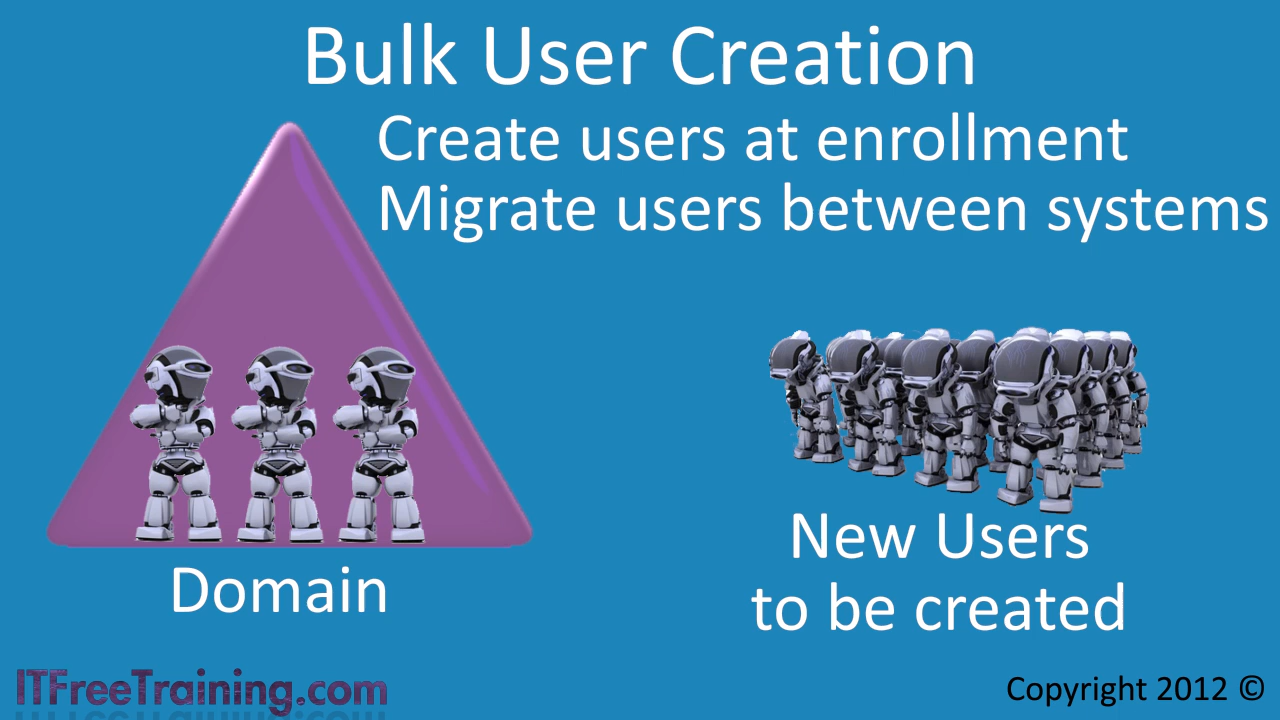 Bulk User Creation
Create users at enrollment
Migrate users between systems
New Users
to be created
Domain
ITFreeTraining.com
Copyright 2012 ©